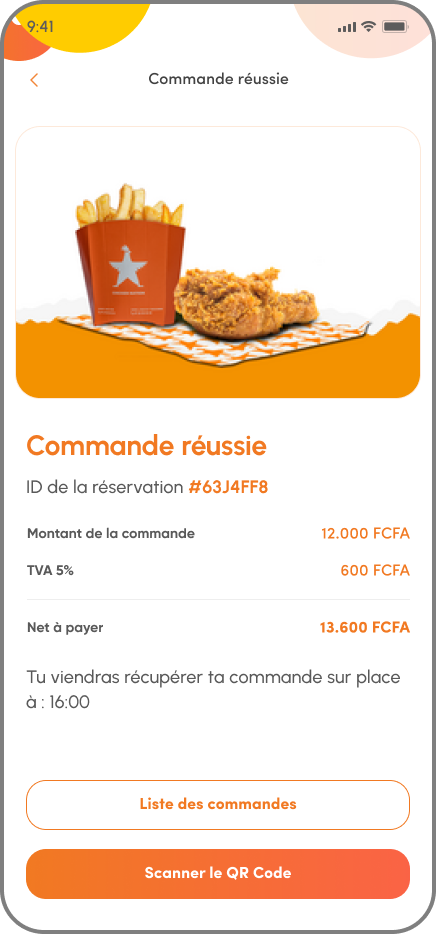 9:41
Commande réussie
Commande réussie
ID de la réservation #63J4FF8
Montant de la commande 12.000 FCFA
TVA 5% 600 FCFA
Net à payer 13.600 FCFA
Tu viendras récupérer ta commande sur place
à : 16:00
Liste des commandes
Scanner le QR Code